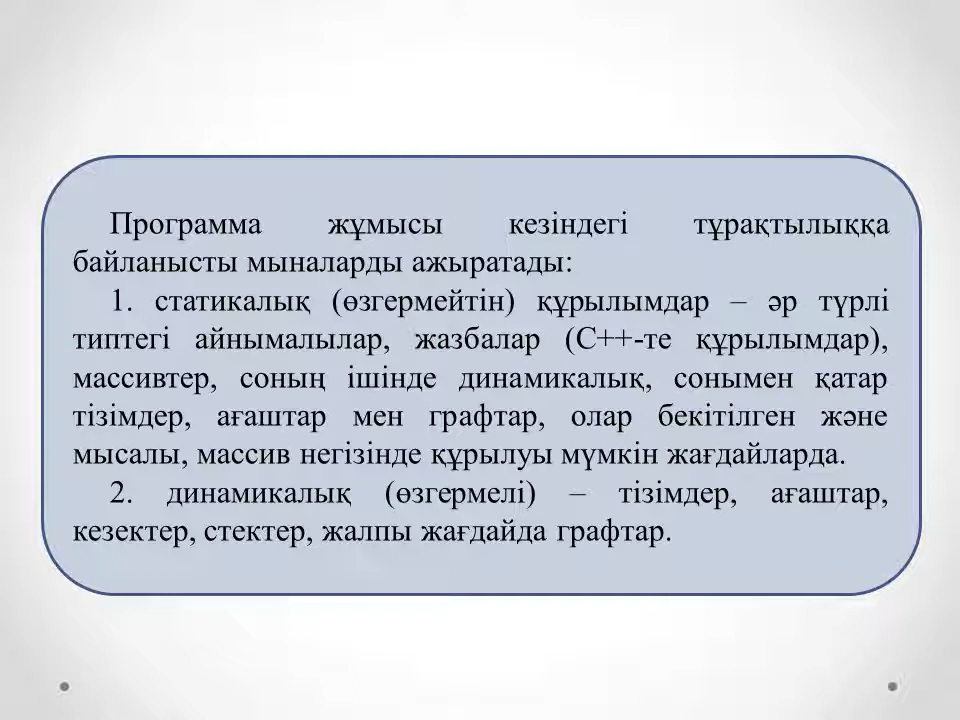 Программа жұмысы кезіндегі тұрақтылыққа
байланысты мыналарды ажыратады:
1. статикалық (өзгермейтін) құрылымдар – әр түрлі
типтегі айнымалылар, жазбалар (С++-те құрылымдар),
массивтер, соның ішінде динамикалық, сонымен қатар
тізімдер, ағаштар мен графтар, олар бекітілген және
мысалы, массив негізінде құрылуы мүмкін жағдайларда.
2. динамикалық (өзгермелі) – тізімдер, ағаштар,
кезектер, стектер, жалпы жағдайда графтар.